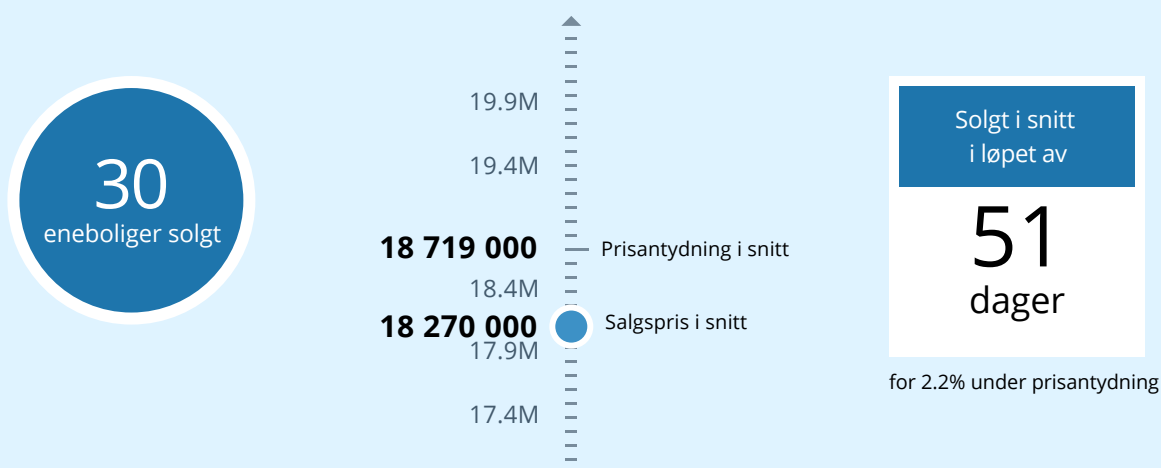 30
eneboliger solgt
19.9M
19.4M
18 719 000
Prisantydning i snitt
18.4M
18 270 000
Salgspris i snitt
17.9M
17.4M
Solgt i snitt
i løpet av
51
dager
for 2.2% under prisantydning